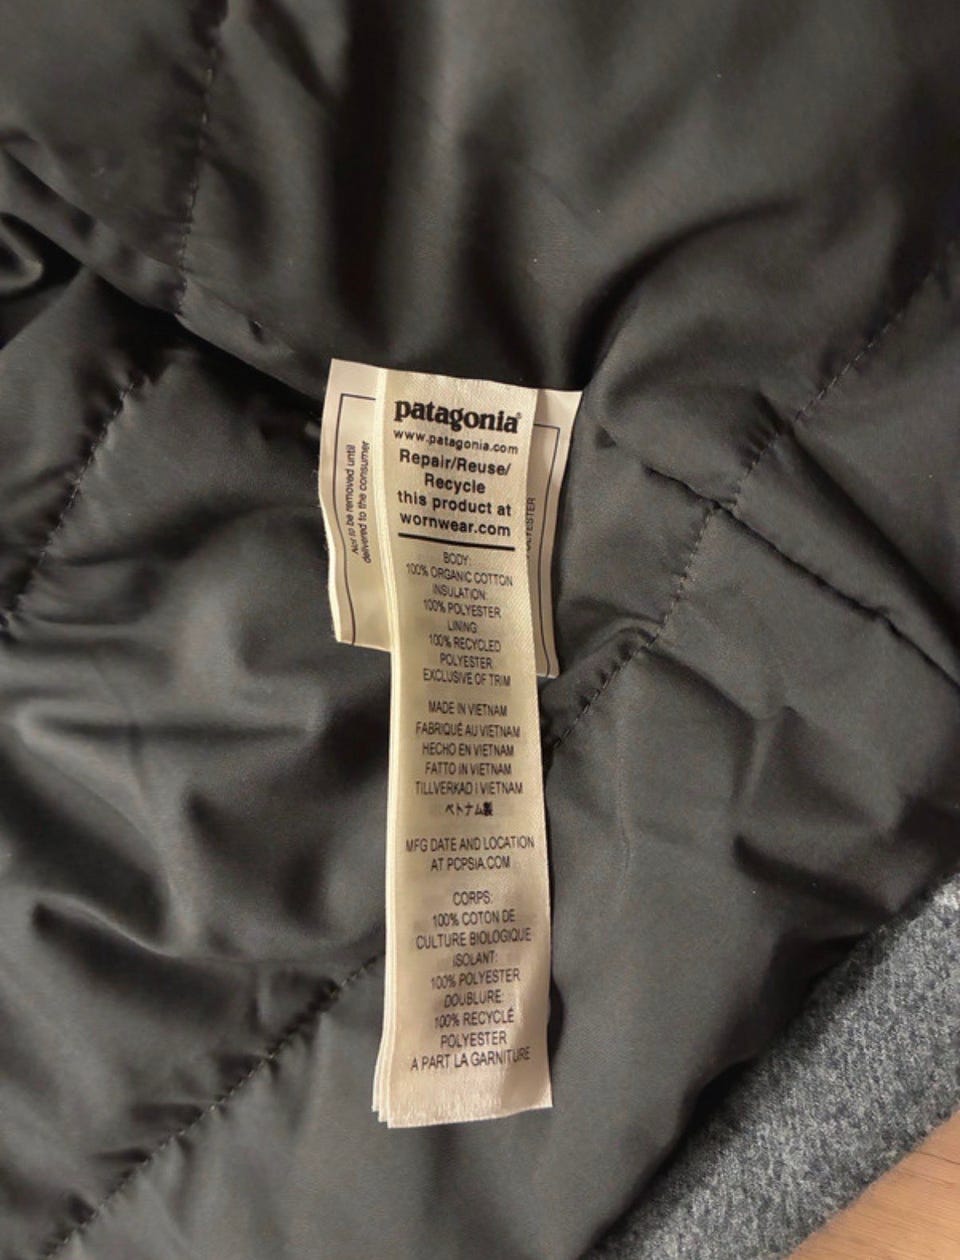 patagonia®
www.patagonia.com
Repair/Reuse/
Recycle
this product at
wornwear.com
BODY:
100% ORGANIC COTTON
INSULATION:
100% POLYESTER
LINING:
100% RECYCLED
POLYESTER
EXCLUSIVE OF TRIM
MADE IN VIETNAM
FABRIQUÉ AU VIETNAM
HECHO EN VIETNAM
FATTO IN VIETNAM
TILLVERKAD I VIETNAM
ベトナム製
MFG DATE AND LOCATION
AT PCPSIA.COM
CORPS:
100% COTON DE
CULTURE BIOLOGIQUE
ISOLANT:
100% POLYESTER
DOUBLURE:
100% RECYCLÉ
POLYESTER
A PART LA GARNITURE
Not to be removed until
delivered to the consumer
POLYESTER